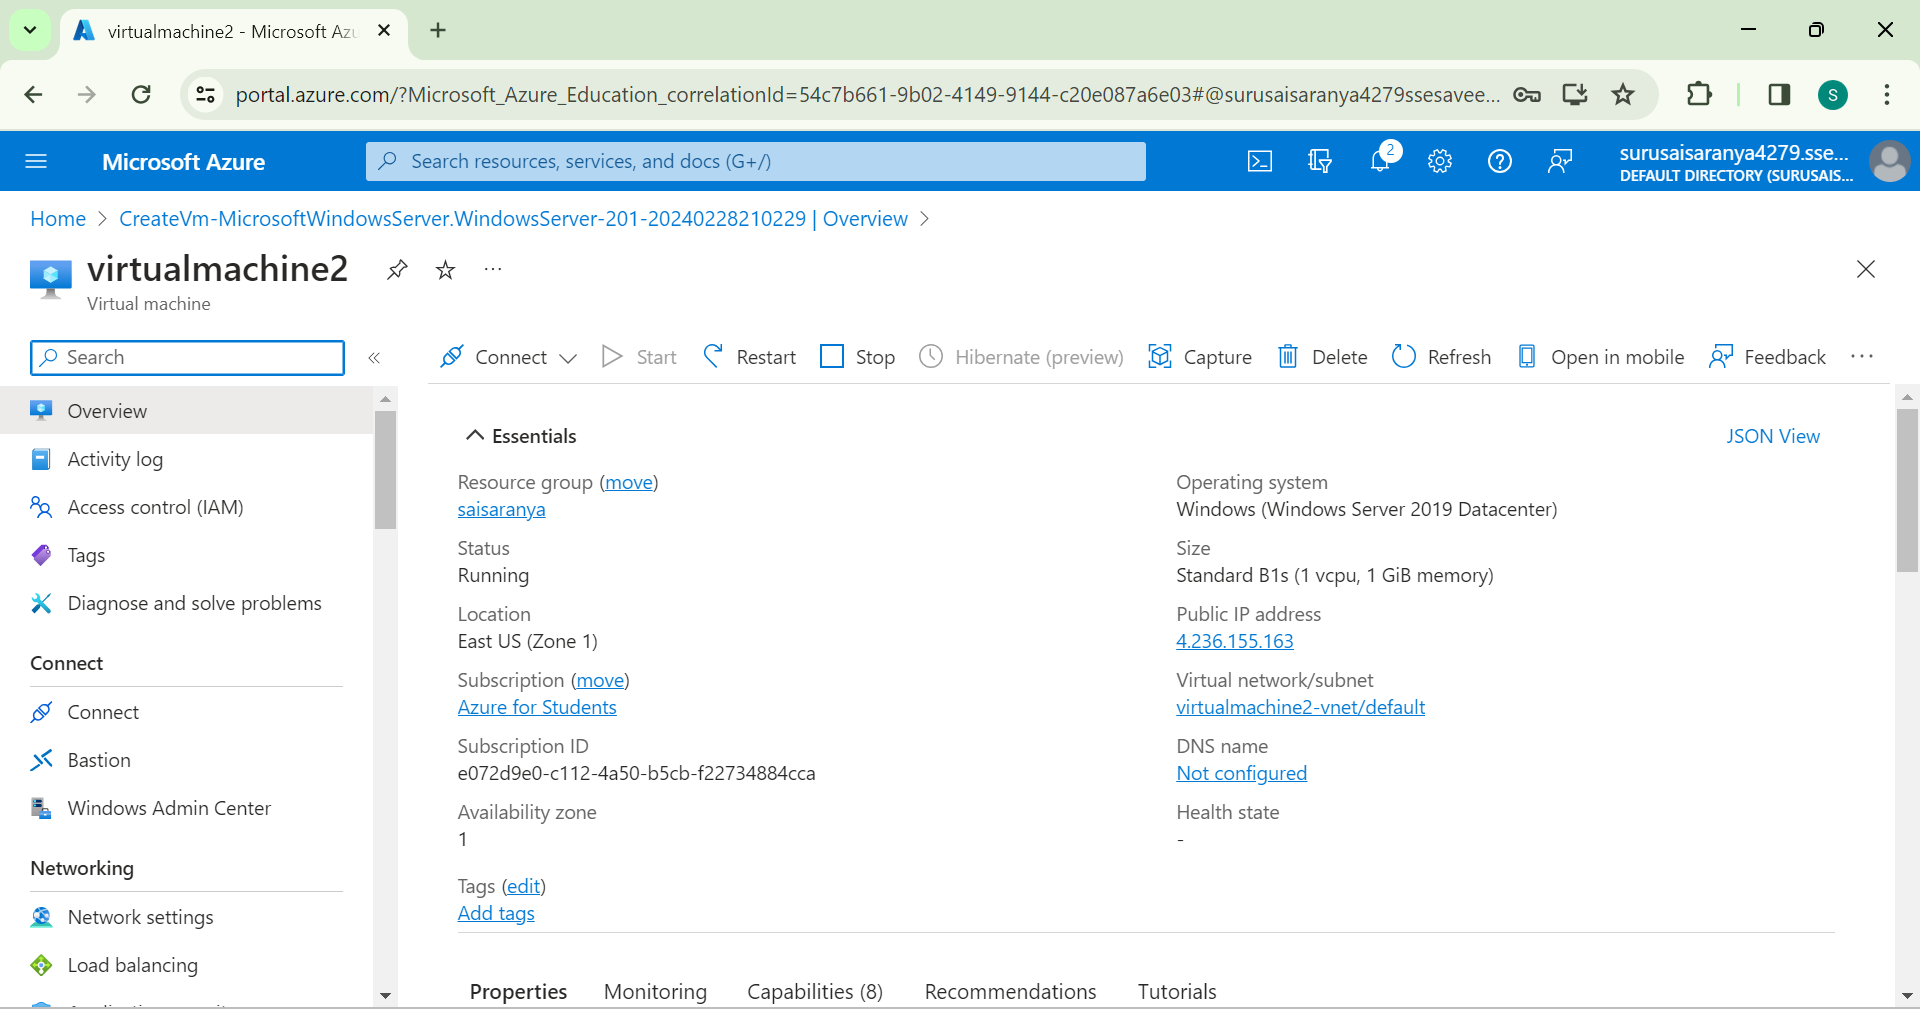 virtualmachine2 - Microsoft Azu
portal.azure.com/?Microsoft_Azure_Education_correlationId=54c7b661-9b02-4149-9144-c20e087a6e03#@surusaisaranya4279ssesavee...
S
Microsoft Azure
Search resources, services, and docs (G+/)
2
surusaisaranya4279.sse...
DEFAULT DIRECTORY (SURUSAIS...
Home > CreateVm-MicrosoftWindowsServer.WindowsServer-201-20240228210229 | Overview >
virtualmachine2
Virtual machine
Search
Connect
Start
Restart
Stop
Hibernate (preview)
Capture
Delete
Refresh
Open in mobile
Feedback
Overview
Activity log
Access control (IAM)
Tags
Diagnose and solve problems
Connect
Connect
Bastion
Windows Admin Center
Networking
Network settings
Load balancing
Essentials
JSON View
Resource group (move)
saisaranya
Status
Running
Location
East US (Zone 1)
Subscription (move)
Azure for Students
Subscription ID
e072d9e0-c112-4a50-b5cb-f22734884cca
Availability zone
1
Tags (edit)
Add tags
Operating system
Windows (Windows Server 2019 Datacenter)
Size
Standard B1s (1 vcpu, 1 GiB memory)
Public IP address
4.236.155.163
Virtual network/subnet
virtualmachine2-vnet/default
DNS name
Not configured
Health state
-
Properties
Monitoring
Capabilities (8)
Recommendations
Tutorials